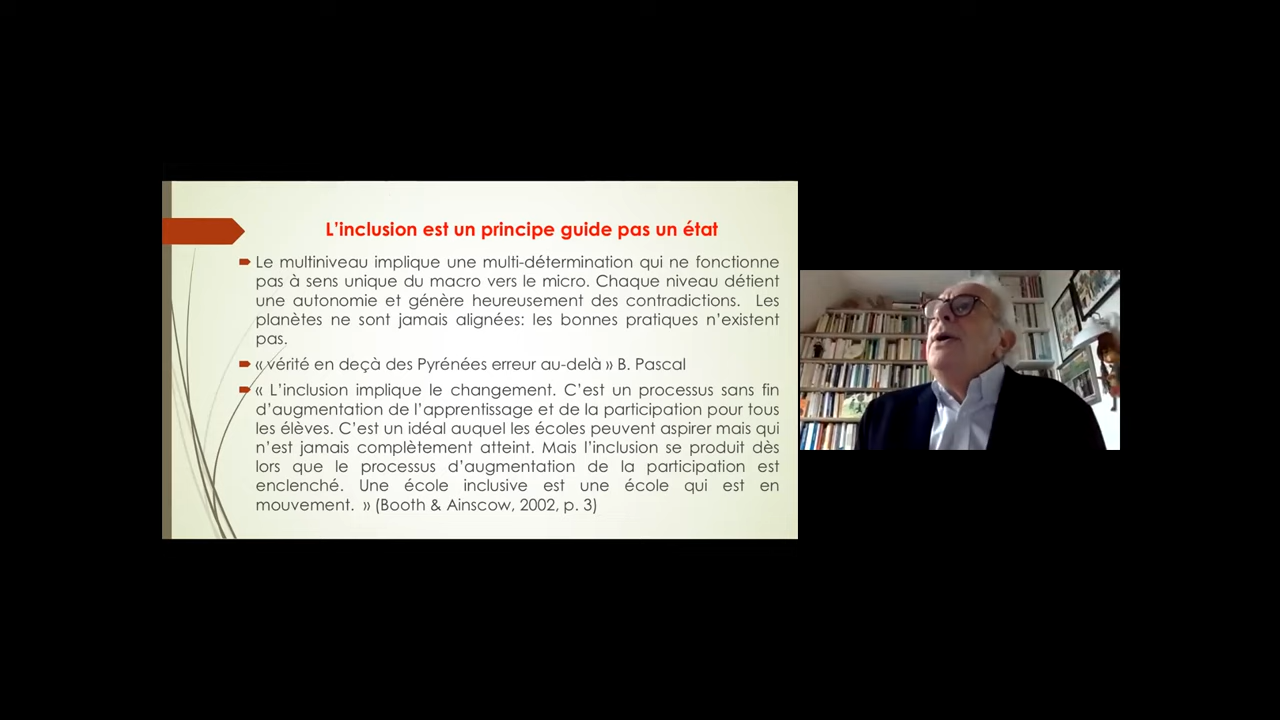 L'inclusion est un principe guide pas un état
Le multiniveau implique une multi-détermination qui ne fonctionne
pas à sens unique du macro vers le micro. Chaque niveau détient
une autonomie et génère heureusement des contradictions. Les
planètes ne sont jamais alignées: les bonnes pratiques n'existent
pas.
« vérité en deçà des Pyrénées erreur au-delà » B. Pascal
« L'inclusion implique le changement. C'est un processus sans fin
d'augmentation de l'apprentissage et de la participation pour tous
les élèves. C'est un idéal auquel les écoles peuvent aspirer mais qui
n'est jamais complètement atteint. Mais l'inclusion se produit dès
lors que le processus d'augmentation de la participation est
enclenché. Une école inclusive est une école qui est en
mouvement. » (Booth & Ainscow, 2002, p. 3)